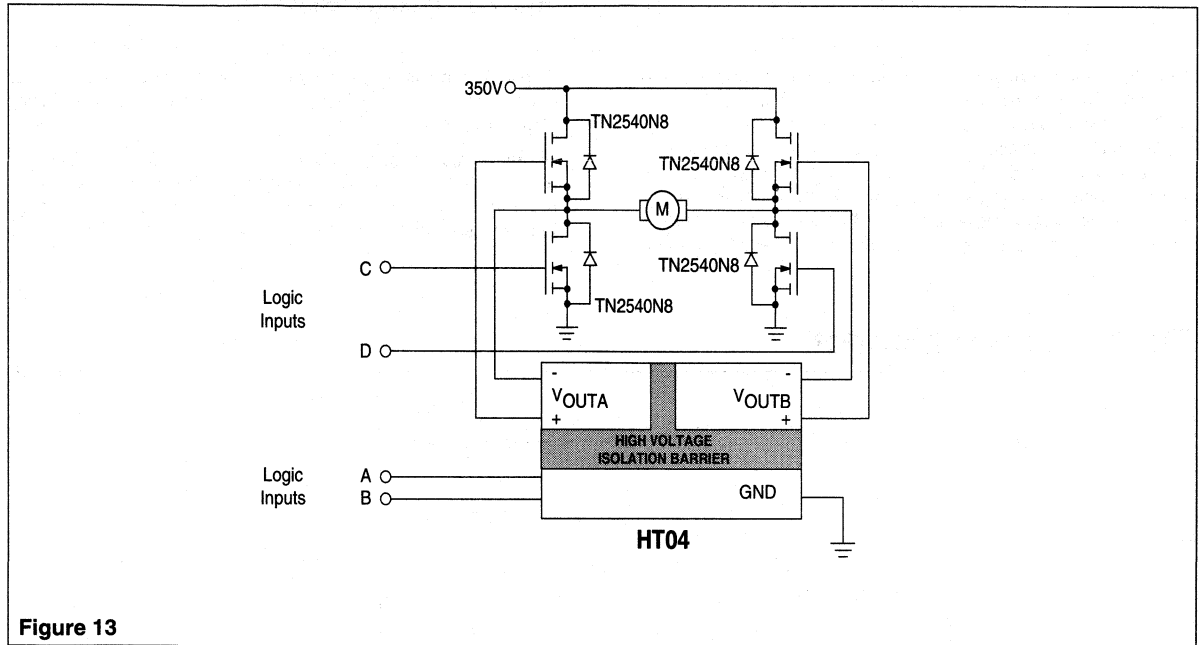 350V
TN2540N8
TN2540N8
M
C
TN2540N8
Logic
Inputs
TN2540N8
D
-
-
VOUTA
VOUTB
+
+
HIGH VOLTAGE
ISOLATION BARRIER
Logic
Inputs
A
B
GND
HT04
Figure 13